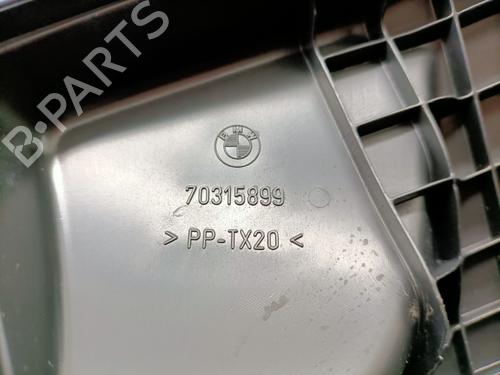 B-PARTS
BMW
70315899
> PP-TX20 <